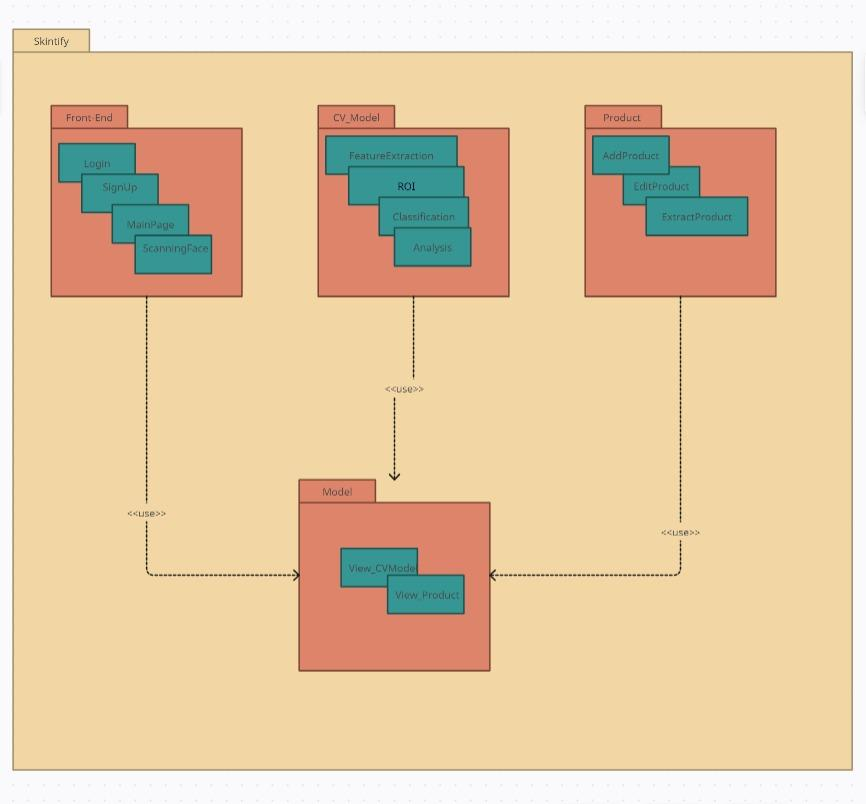 Skintify
Front-End
Login
SignUp
MainPage
ScanningFace
CV_Model
FeatureExtraction
ROI
Classification
Analysis
Product
AddProduct
EditProduct
ExtractProduct
<<use>>
<<use>>
<<use>>
Model
View_CVModel
View_Product